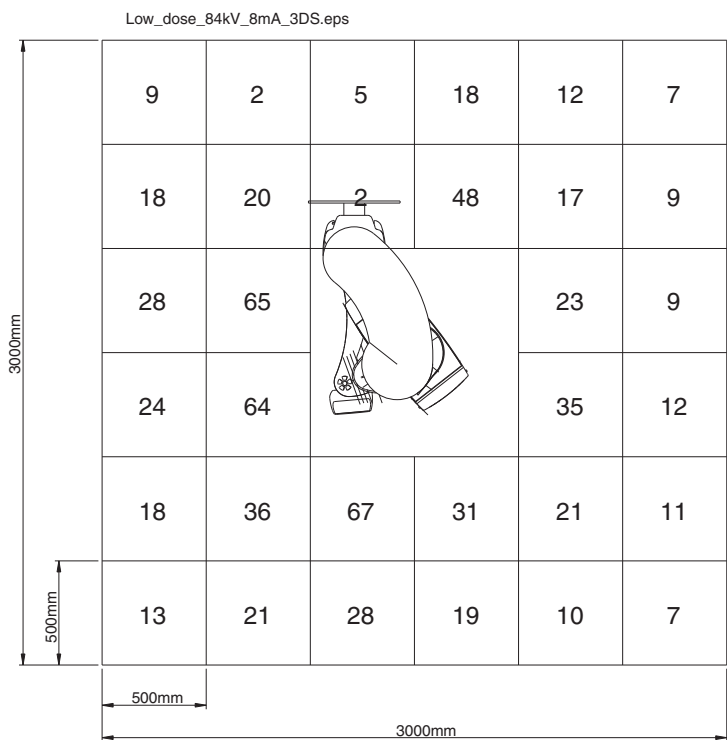 Low_dose_84kV_8mA_3DS.eps
9 2 5 18 12 7
18 20 2 48 17 9
28 65 23 9
3000mm
24 64 35 12
18 36 67 31 21 11
500mm
13 21 28 19 10 7
500mm
3000mm